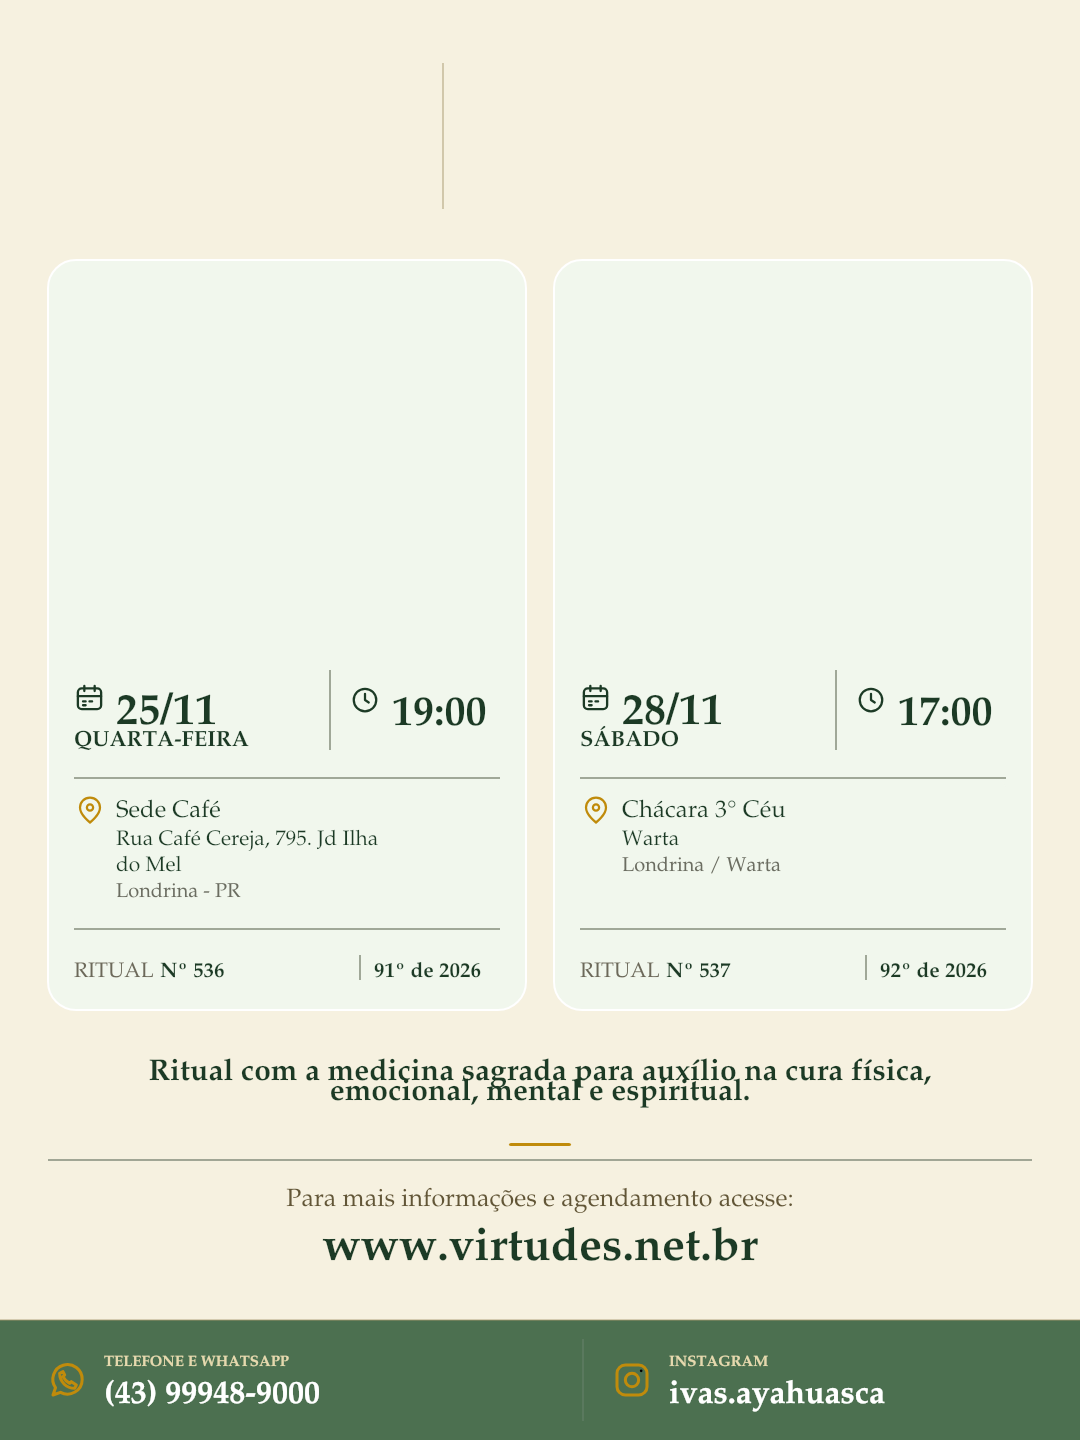 25/11
19:00
QUARTA-FEIRA
Sede Café
Rua Café Cereja, 795. Jd Ilha
do Mel
Londrina - PR
RITUAL Nº 536
91º de 2026
28/11
17:00
SÁBADO
Chácara 3° Céu
Warta
Londrina / Warta
RITUAL Nº 537
92º de 2026
Ritual com a medicina sagrada para auxílio na cura física,
emocional, mental e espiritual.
Para mais informações e agendamento acesse:
www.virtudes.net.br
TELEFONE E WHATSAPP
(43) 99948-9000
INSTAGRAM
ivas.ayahuasca